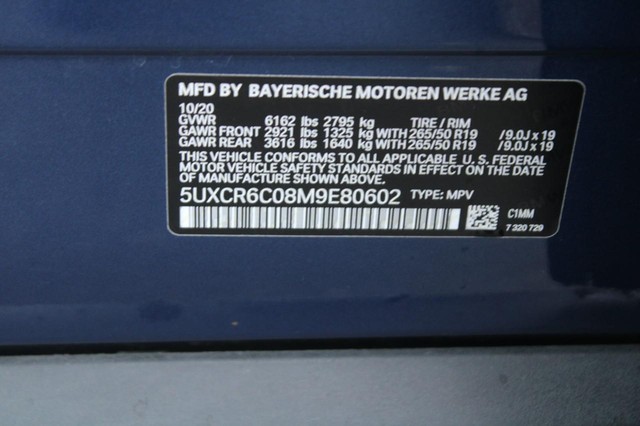 MFD BY BAYERISCHE MOTOREN WERKE AG
10/20
GVWR 6162 lbs 2795 kg TIRE / RIM
GAWR FRONT 2921 lbs 1325 kg WITH 265/50 R19 /9.0J x 19
GAWR REAR 3616 lbs 1640 kg WITH 265/50 R19 /9.0J x 19
THIS VEHICLE CONFORMS TO ALL APPLICABLE U. S. FEDERAL
MOTOR VEHICLE SAFETY STANDARDS IN EFFECT ON THE DATE
OF MANUFACTURE SHOWN ABOVE.
5UXCR6C08M9E80602 TYPE: MPV
C1MM
7 320 729